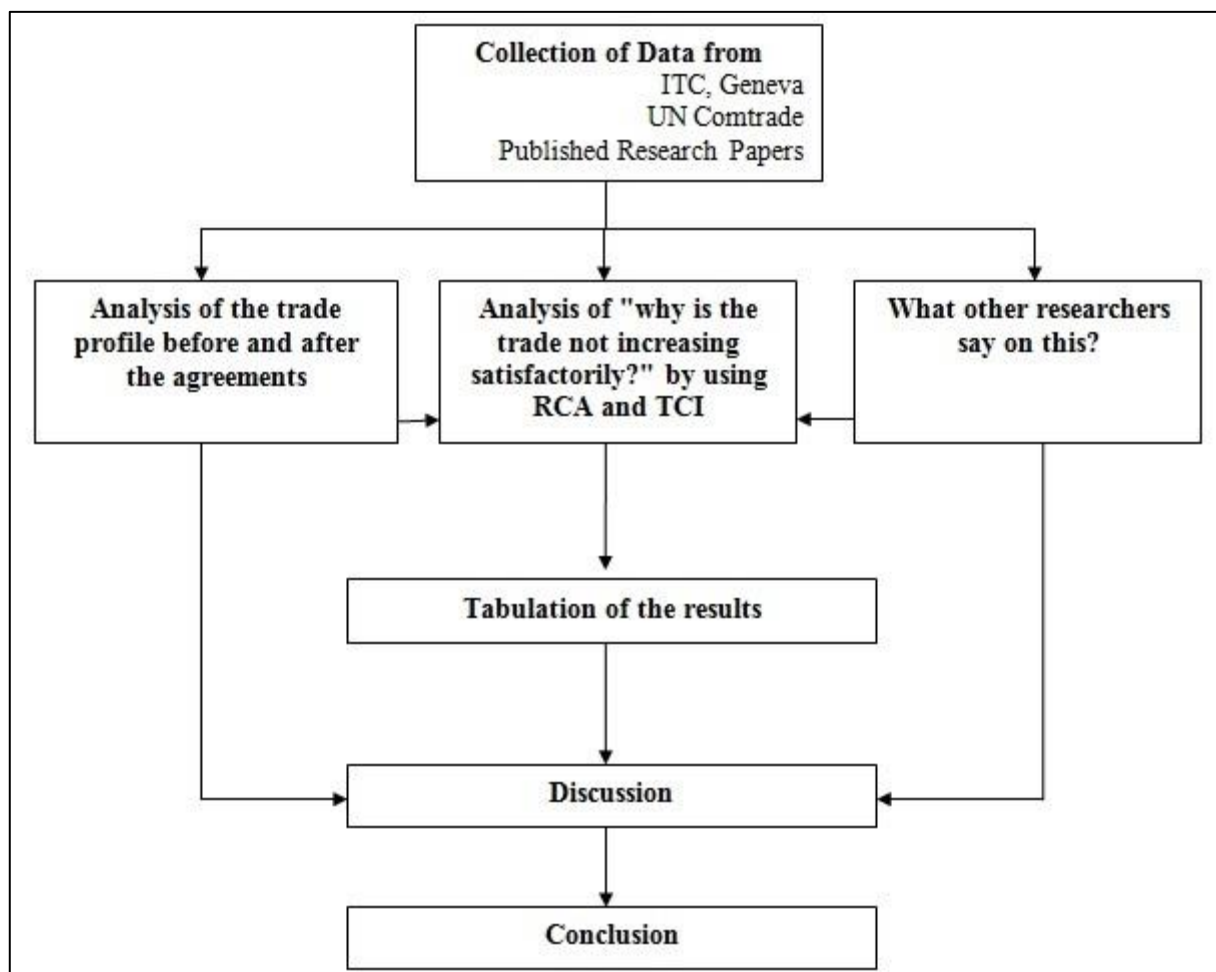 Collection of Data from
ITC, Geneva
UN Comtrade
Published Research Papers
Analysis of the trade
profile before and after
the agreements
Analysis of "why is the
trade not increasing
satisfactorily?" by using
RCA and TCI
What other researchers
say on this?
Tabulation of the results
Discussion
Conclusion